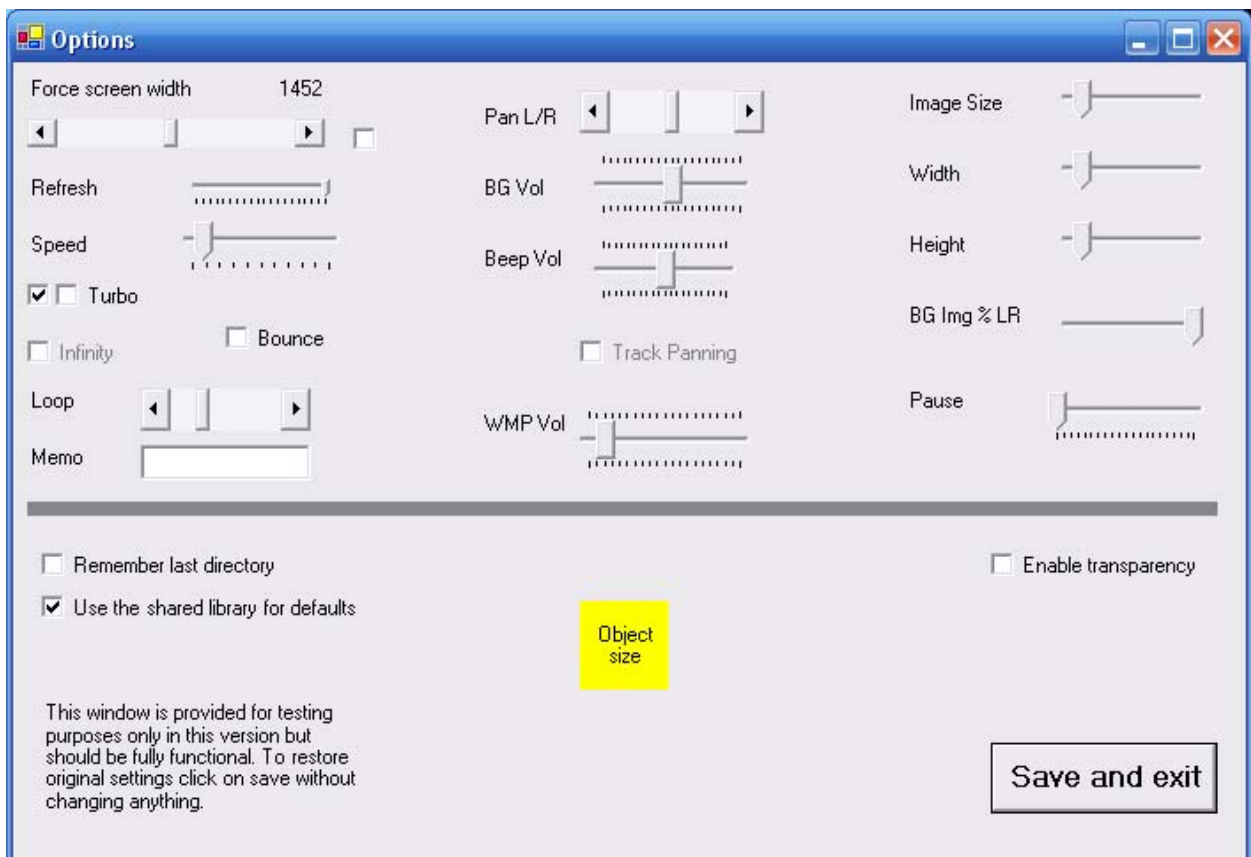 Options
Force screen width 1452
Refresh
Speed
Turbo
Infinity
Bounce
Loop
Memo
Pan L/R
BG Vol
Beep Vol
Track Panning
WMP Vol
Image Size
Width
Height
BG Img % LR
Pause
Remember last directory
Use the shared library for defaults
Enable transparency
Object
size
This window is provided for testing
purposes only in this version but
should be fully functional. To restore
original settings click on save without
changing anything.
Save and exit